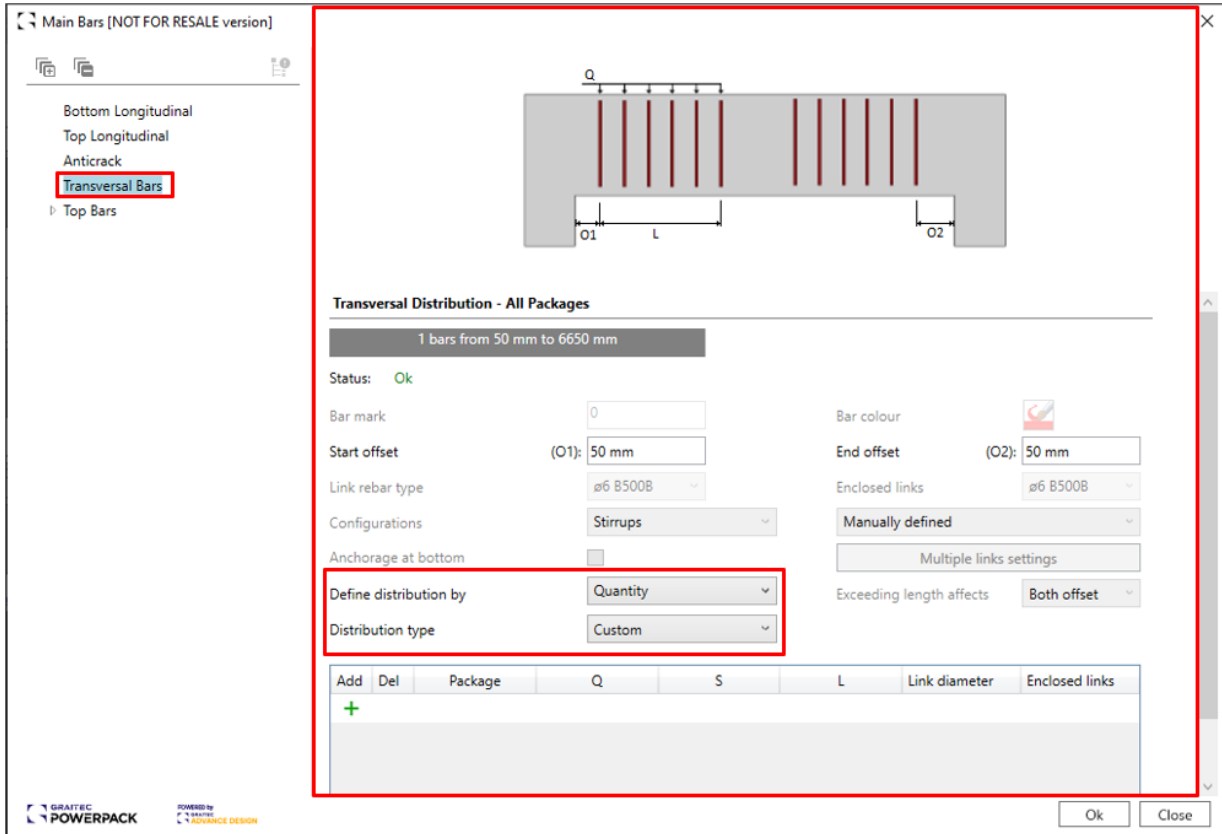 Main Bars [NOT FOR RESALE version]
Bottom Longitudinal
Top Longitudinal
Anticrack
Transversal Bars
Top Bars
Q
O1 L O2
Transversal Distribution - All Packages
1 bars from 50 mm to 6650 mm
Status: Ok
Bar mark 0 Bar colour
Start offset (O1): 50 mm End offset (O2): 50 mm
Link rebar type ø6 B500B Enclosed links ø6 B500B
Configurations Stirrups Manually defined
Anchorage at bottom Multiple links settings
Define distribution by Quantity Exceeding length affects Both offset
Distribution type Custom
Add Del Package Q S L Link diameter Enclosed links
GRAITEC POWERPACK
POWERED by GRAITEC ADVANCE DESIGN
Ok Close